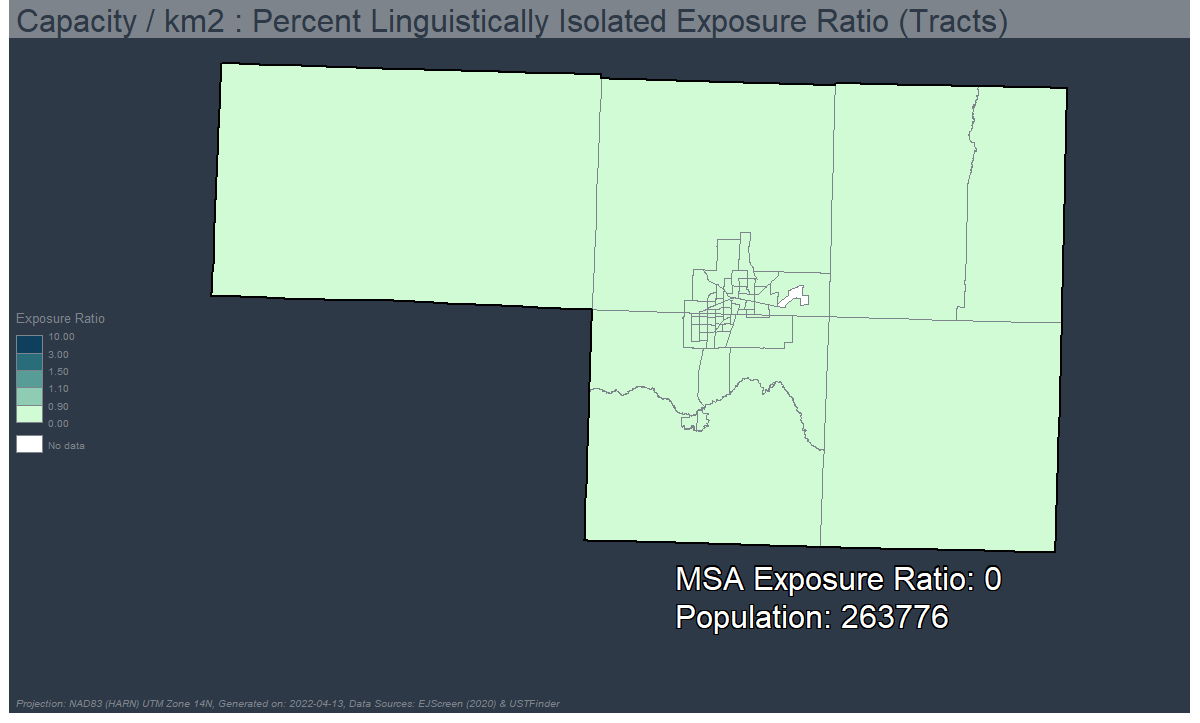 Capacity / km2 : Percent Linguistically Isolated Exposure Ratio (Tracts)
Exposure Ratio
10.00
3.00
1.50
1.10
0.90
0.00
No data
MSA Exposure Ratio: 0
Population: 263776
Projection: NAD83 (HARN) UTM Zone 14N, Generated on: 2022-04-13, Data Sources: EJScreen (2020) & USTFinder